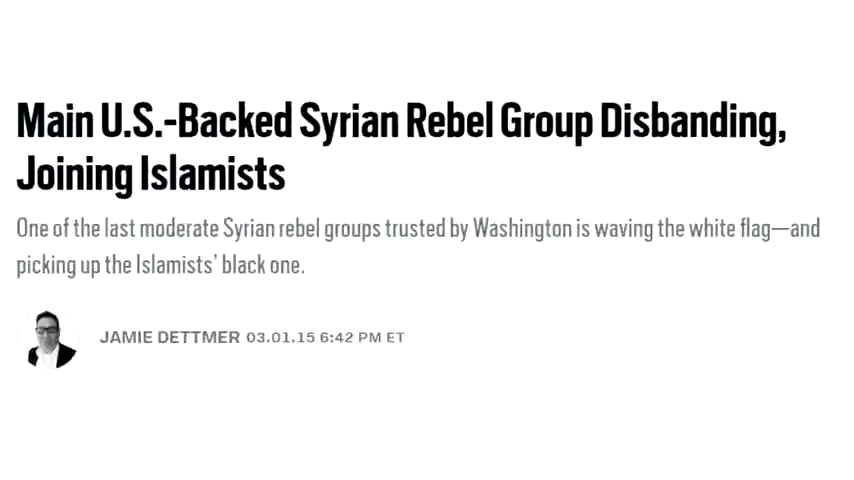 Main U.S.-Backed Syrian Rebel Group Disbanding,
Joining Islamists
One of the last moderate Syrian rebel groups trusted by Washington is waving the white flag—and
picking up the Islamists’ black one.
JAMIE DETTMER 03.01.15 6:42 PM ET